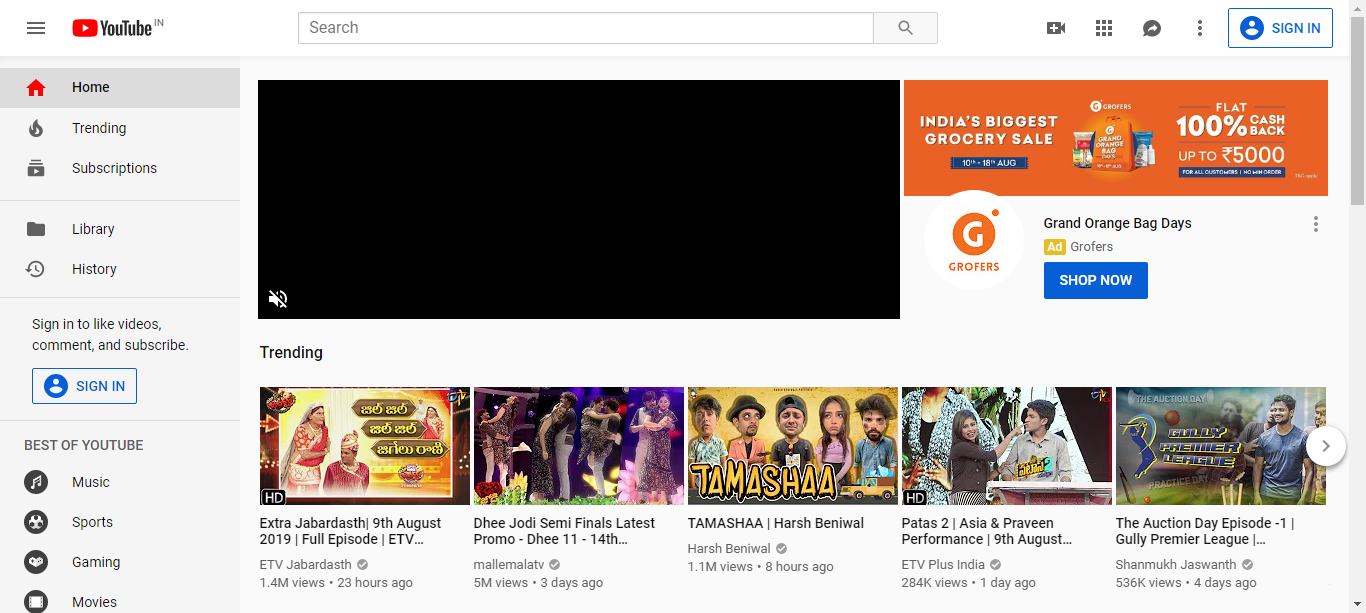 YouTube IN
Search
SIGN IN
Home
Trending
Subscriptions
Library
History
Sign in to like videos,
comment, and subscribe.
SIGN IN
BEST OF YOUTUBE
Music
Sports
Gaming
Movies
GROFERS
INDIA'S BIGGEST
GROCERY SALE
10th - 18th AUG
GRAND
ORANGE
BAG
DAYS
FLAT
100% CASH
BACK
UP TO ₹5000
FOR ALL CUSTOMERS | NO MIN ORDER
T&C apply
GROFERS
Grand Orange Bag Days
Ad Grofers
SHOP NOW
Trending
జిల్ జిల్
జిల్ జిల్
జిగేలు రాణి
ETV
HD
Extra Jabardasth| 9th August
2019 | Full Episode | ETV...
ETV Jabardasth
1.4M views • 23 hours ago
Dhee Jodi Semi Finals Latest
Promo - Dhee 11 - 14th...
mallemalatv
5M views • 3 days ago
TAMASHAA
TAMASHAA | Harsh Beniwal
Harsh Beniwal
1.1M views • 8 hours ago
HD
Patas 2 | Asia & Praveen
Performance | 9th August...
ETV Plus India
284K views • 1 day ago
THE AUCTION DAY
GULLY
PREMIER
LEAGUE
PRACTICE DAY
The Auction Day Episode -1 |
Gully Premier League |...
Shanmukh Jaswanth
536K views • 4 days ago